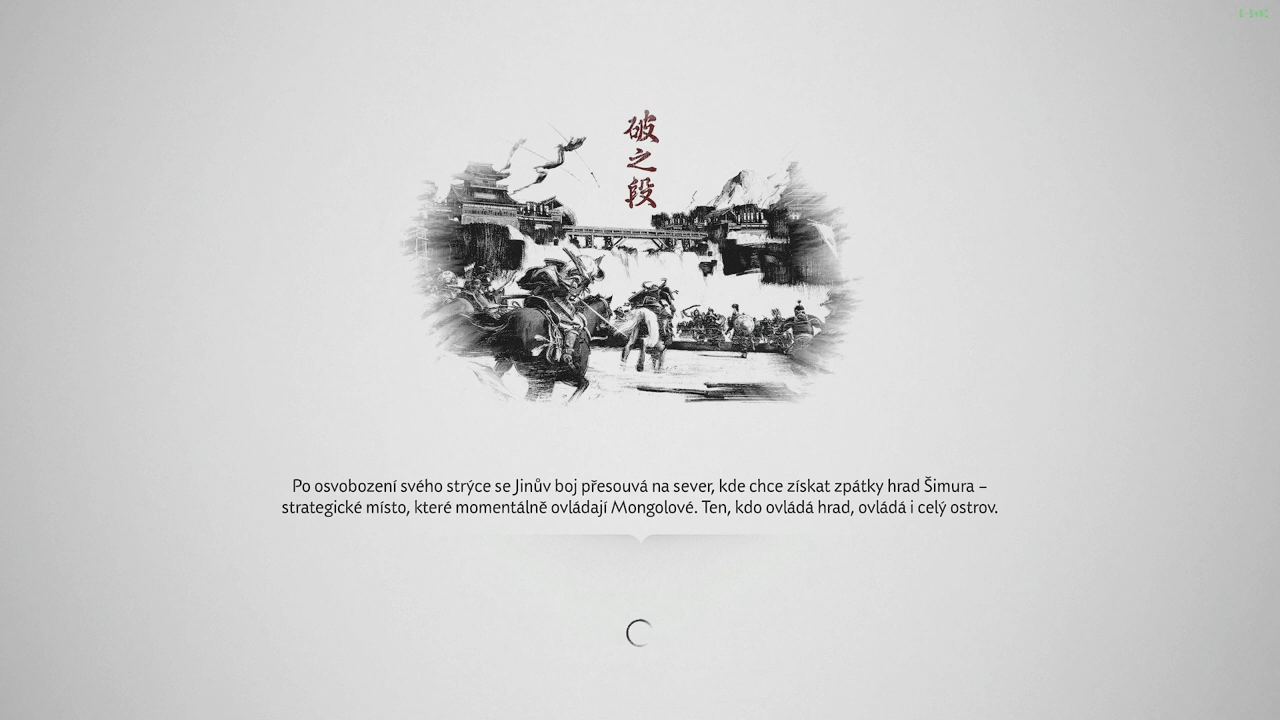 破之段
Po osvobození svého strýce se Jinův boj přesouvá na sever, kde chce získat zpátky hrad Šimura –
strategické místo, které momentálně ovládají Mongolové. Ten, kdo ovládá hrad, ovládá i celý ostrov.